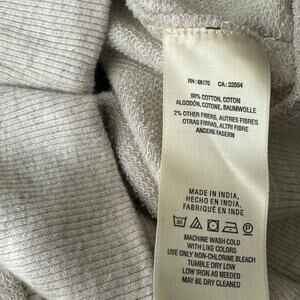 RN: 66170 CA: 32054
98% COTTON, COTON
ALGODÓN, COTONE, BAUMWOLLE
2% OTHER FIBERS, AUTRES FIBRES
OTRAS FIBRAS, ALTRI FIBRE
ANDERE FASERN
MADE IN INDIA,
HECHO EN INDIA,
FABRIQUÉ EN INDE
MACHINE WASH COLD
WITH LIKE COLORS
USE ONLY NON-CHLORINE BLEACH
TUMBLE DRY LOW
LOW IRON AS NEEDED
MAY BE DRY CLEANED